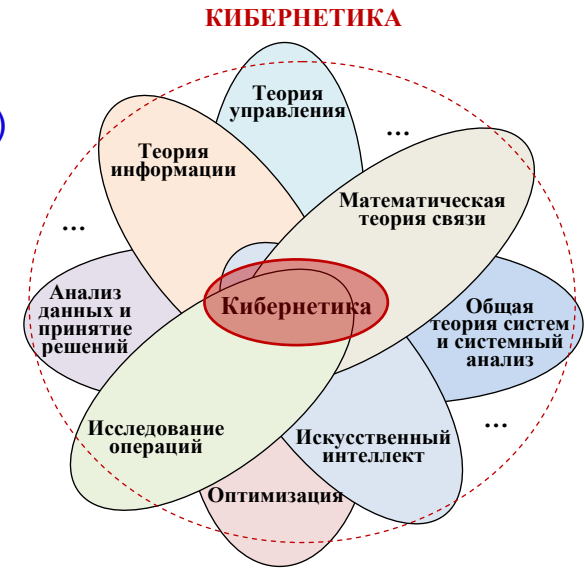 КИБЕРНЕТИКА
)
Теория
управления
...
Теория
информации
Математическая
теория связи
...
Анализ
данных и
принятие
решений
Кибернетика
Общая
теория систем
и системный
анализ
Исследование
операций
Искусственный
интеллект
...
Оптимизация